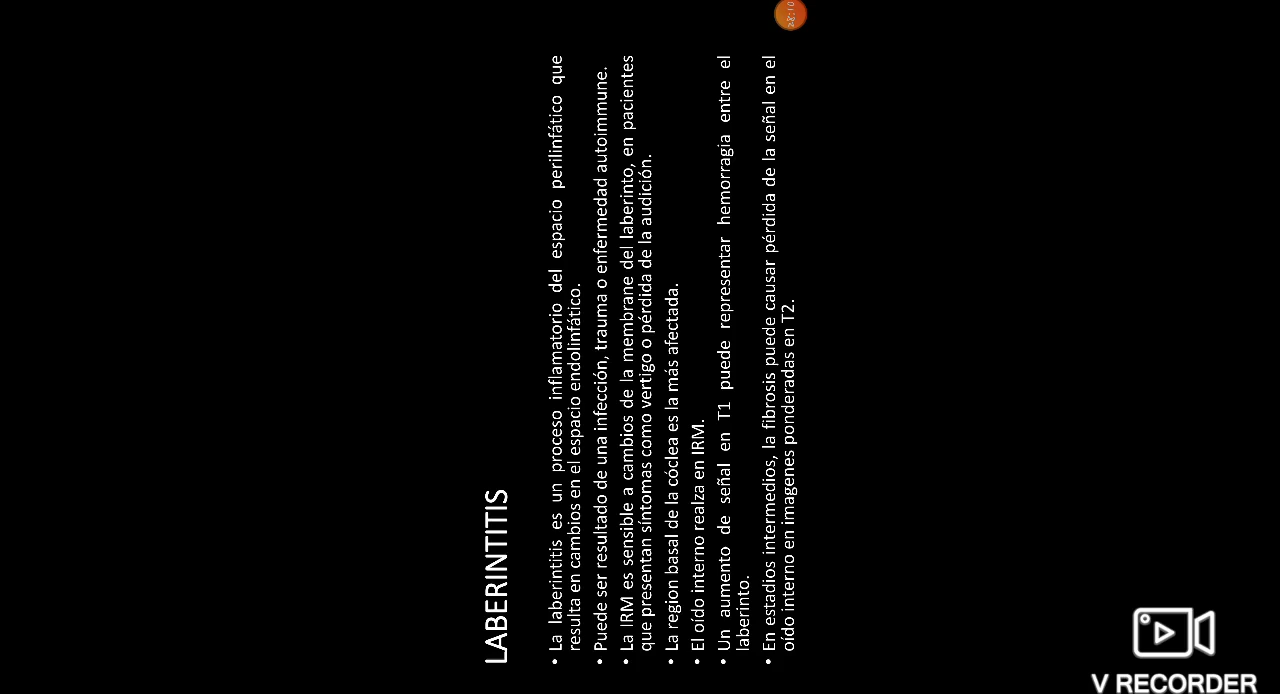 LABERINTITIS
• La laberintitis es un proceso inflamatorio del espacio perilinfático que
resulta en cambios en el espacio endolinfático.
• Puede ser resultado de una infección, trauma o enfermedad autoimmune.
• La IRM es sensible a cambios de la membrane del laberinto, en pacientes
que presentan síntomas como vertigo o pérdida de la audición.
• La region basal de la cóclea es la más afectada.
• El oído interno realza en IRM.
• Un aumento de señal en T1 puede representar hemorragia entre el
laberinto.
• En estadios intermedios, la fibrosis puede causar pérdida de la señal en el
oído interno en imagenes ponderadas en T2.
28:10
V RECORDER